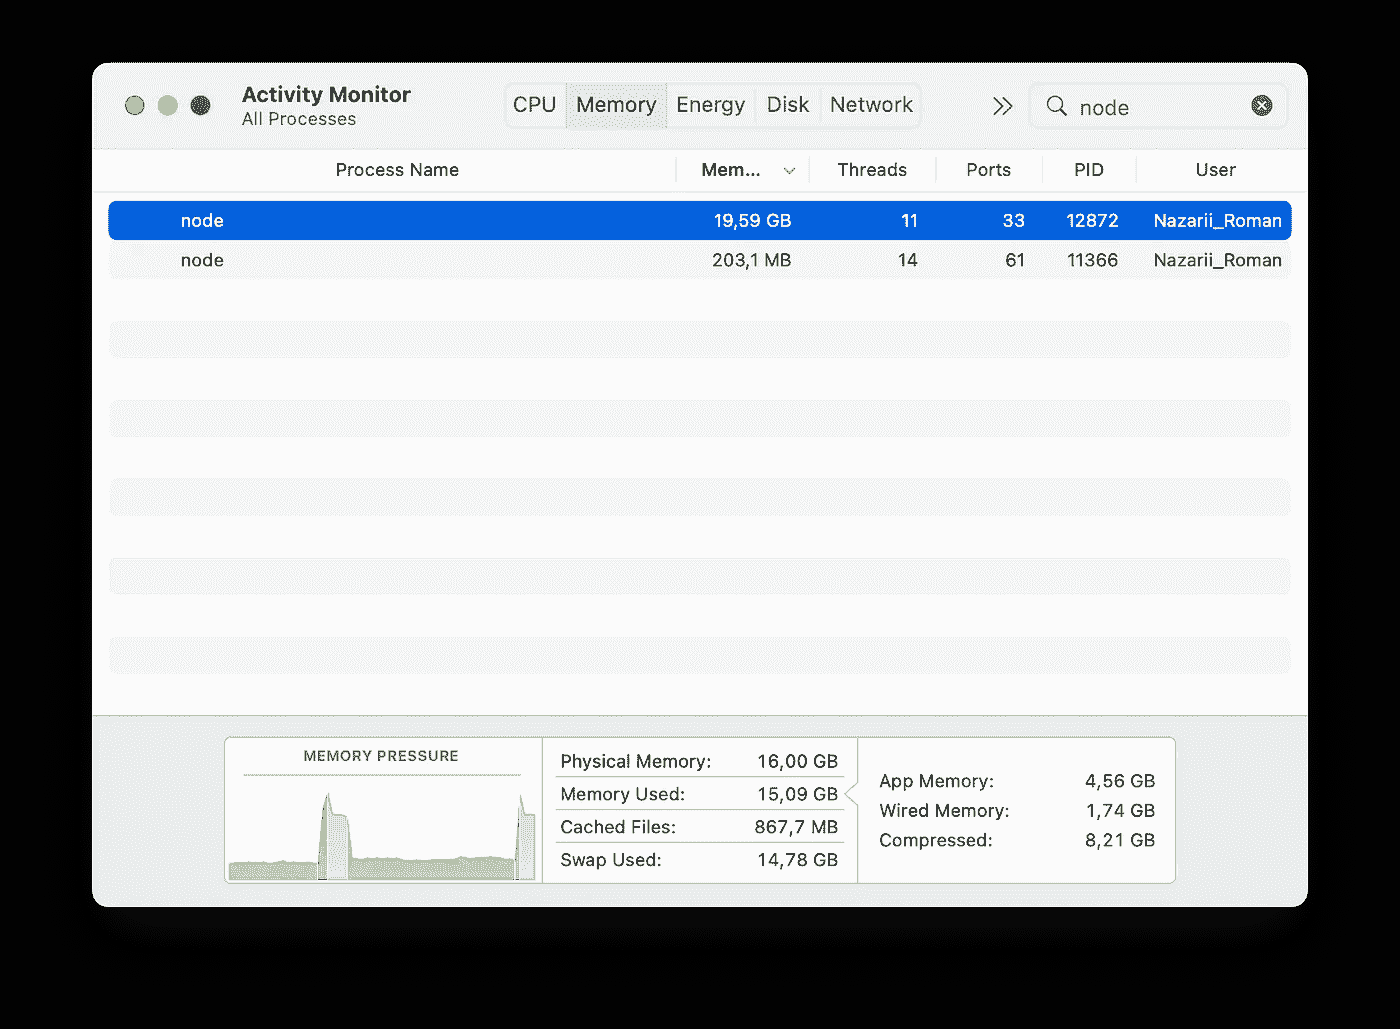 Activity Monitor
All Processes
CPU Memory Energy Disk Network
node
Process Name Mem... Threads Ports PID User
node 19,59 GB 11 33 12872 Nazarii_Roman
node 203,1 MB 14 61 11366 Nazarii_Roman
MEMORY PRESSURE
Physical Memory: 16,00 GB
Memory Used: 15,09 GB
Cached Files: 867,7 MB
Swap Used: 14,78 GB
App Memory: 4,56 GB
Wired Memory: 1,74 GB
Compressed: 8,21 GB